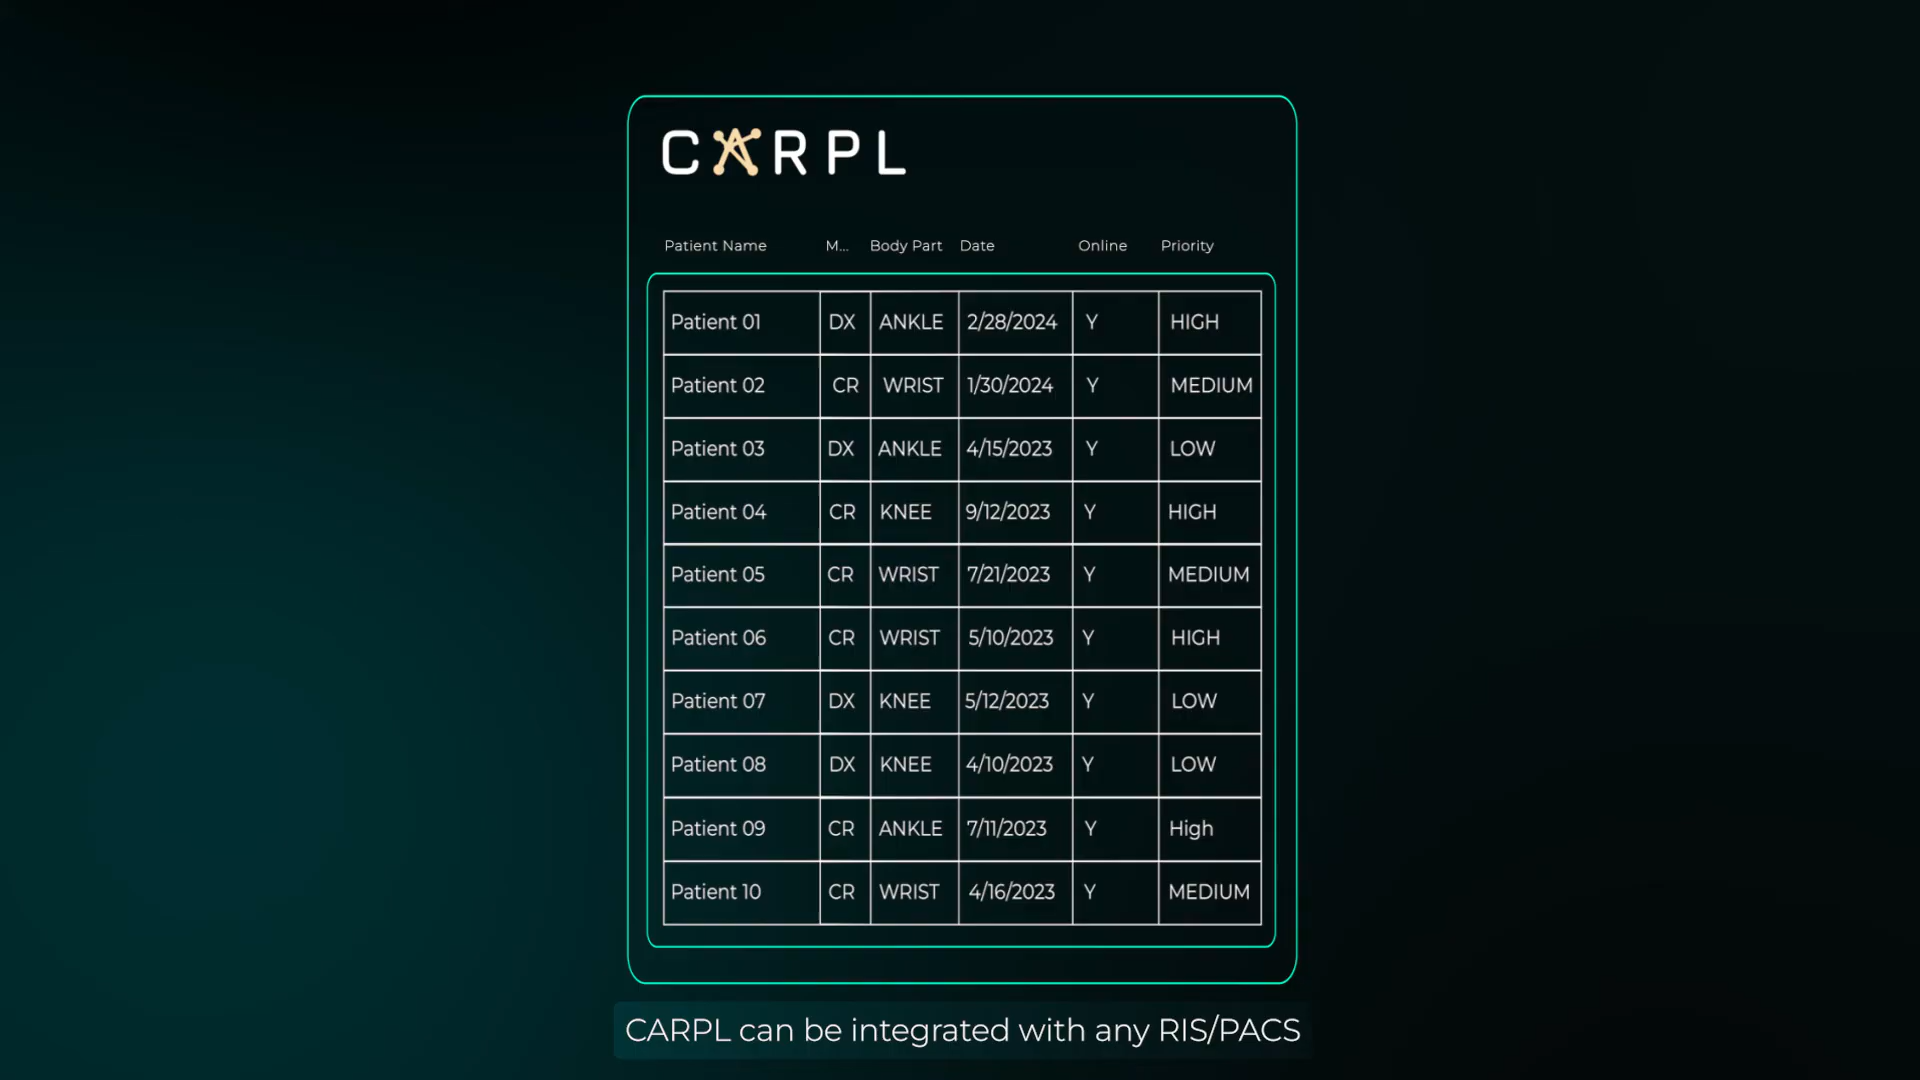 CARPL
Patient Name M... Body Part Date Online Priority
Patient 01 DX ANKLE 2/28/2024 Y HIGH
Patient 02 CR WRIST 1/30/2024 Y MEDIUM
Patient 03 DX ANKLE 4/15/2023 Y LOW
Patient 04 CR KNEE 9/12/2023 Y HIGH
Patient 05 CR WRIST 7/21/2023 Y MEDIUM
Patient 06 CR WRIST 5/10/2023 Y HIGH
Patient 07 DX KNEE 5/12/2023 Y LOW
Patient 08 DX KNEE 4/10/2023 Y LOW
Patient 09 CR ANKLE 7/11/2023 Y High
Patient 10 CR WRIST 4/16/2023 Y MEDIUM
CARPL can be integrated with any RIS/PACS